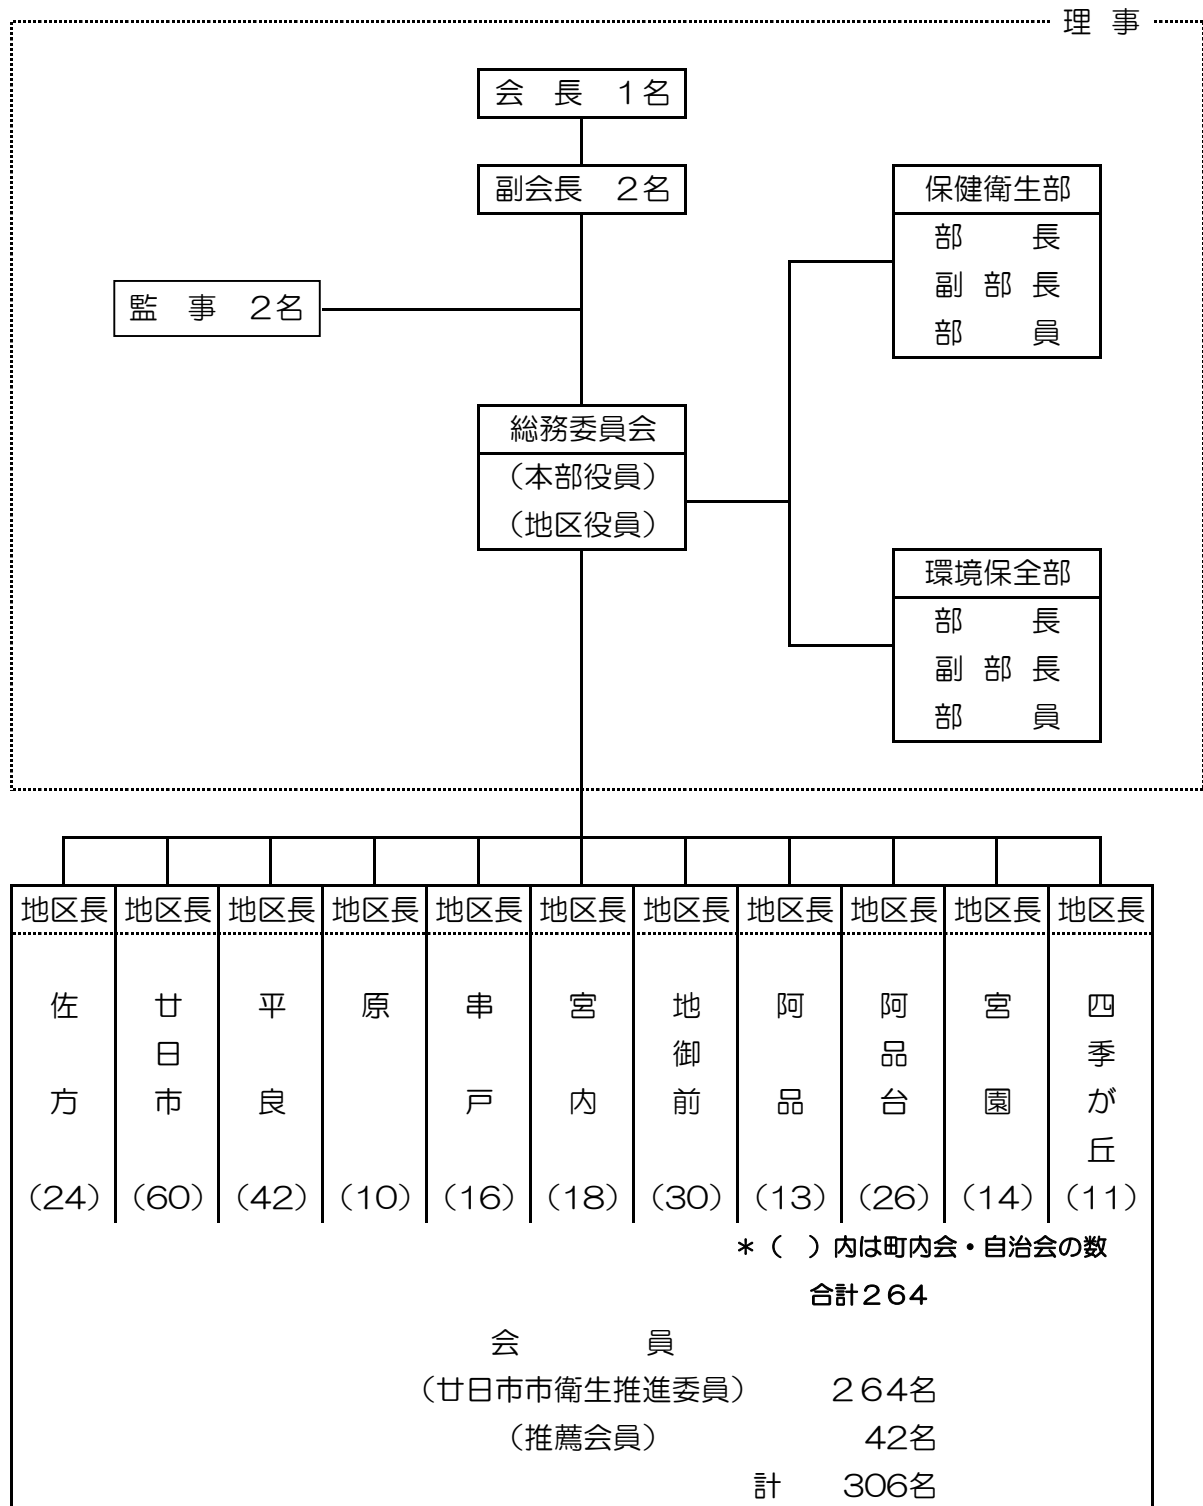 理 事
会 長 1名
副会長 2名
監 事 2名
保健衛生部
部 長
副 部 長
部 員
総務委員会
（本部役員）
（地区役員）
環境保全部
部 長
副 部 長
部 員
地区長 地区長 地区長 地区長 地区長 地区長 地区長 地区長 地区長 地区長 地区長
佐方
廿日市
平良
原
串戸
宮内
地御前
阿品
阿品台
宮園
四季が丘
（24） （60） （42） （10） （16） （18） （30） （13） （26） （14） （11）
＊（ ）内は町内会・自治会の数
合計264
会 員
（廿日市市衛生推進委員） 264名
（推薦会員） 42名
計 306名